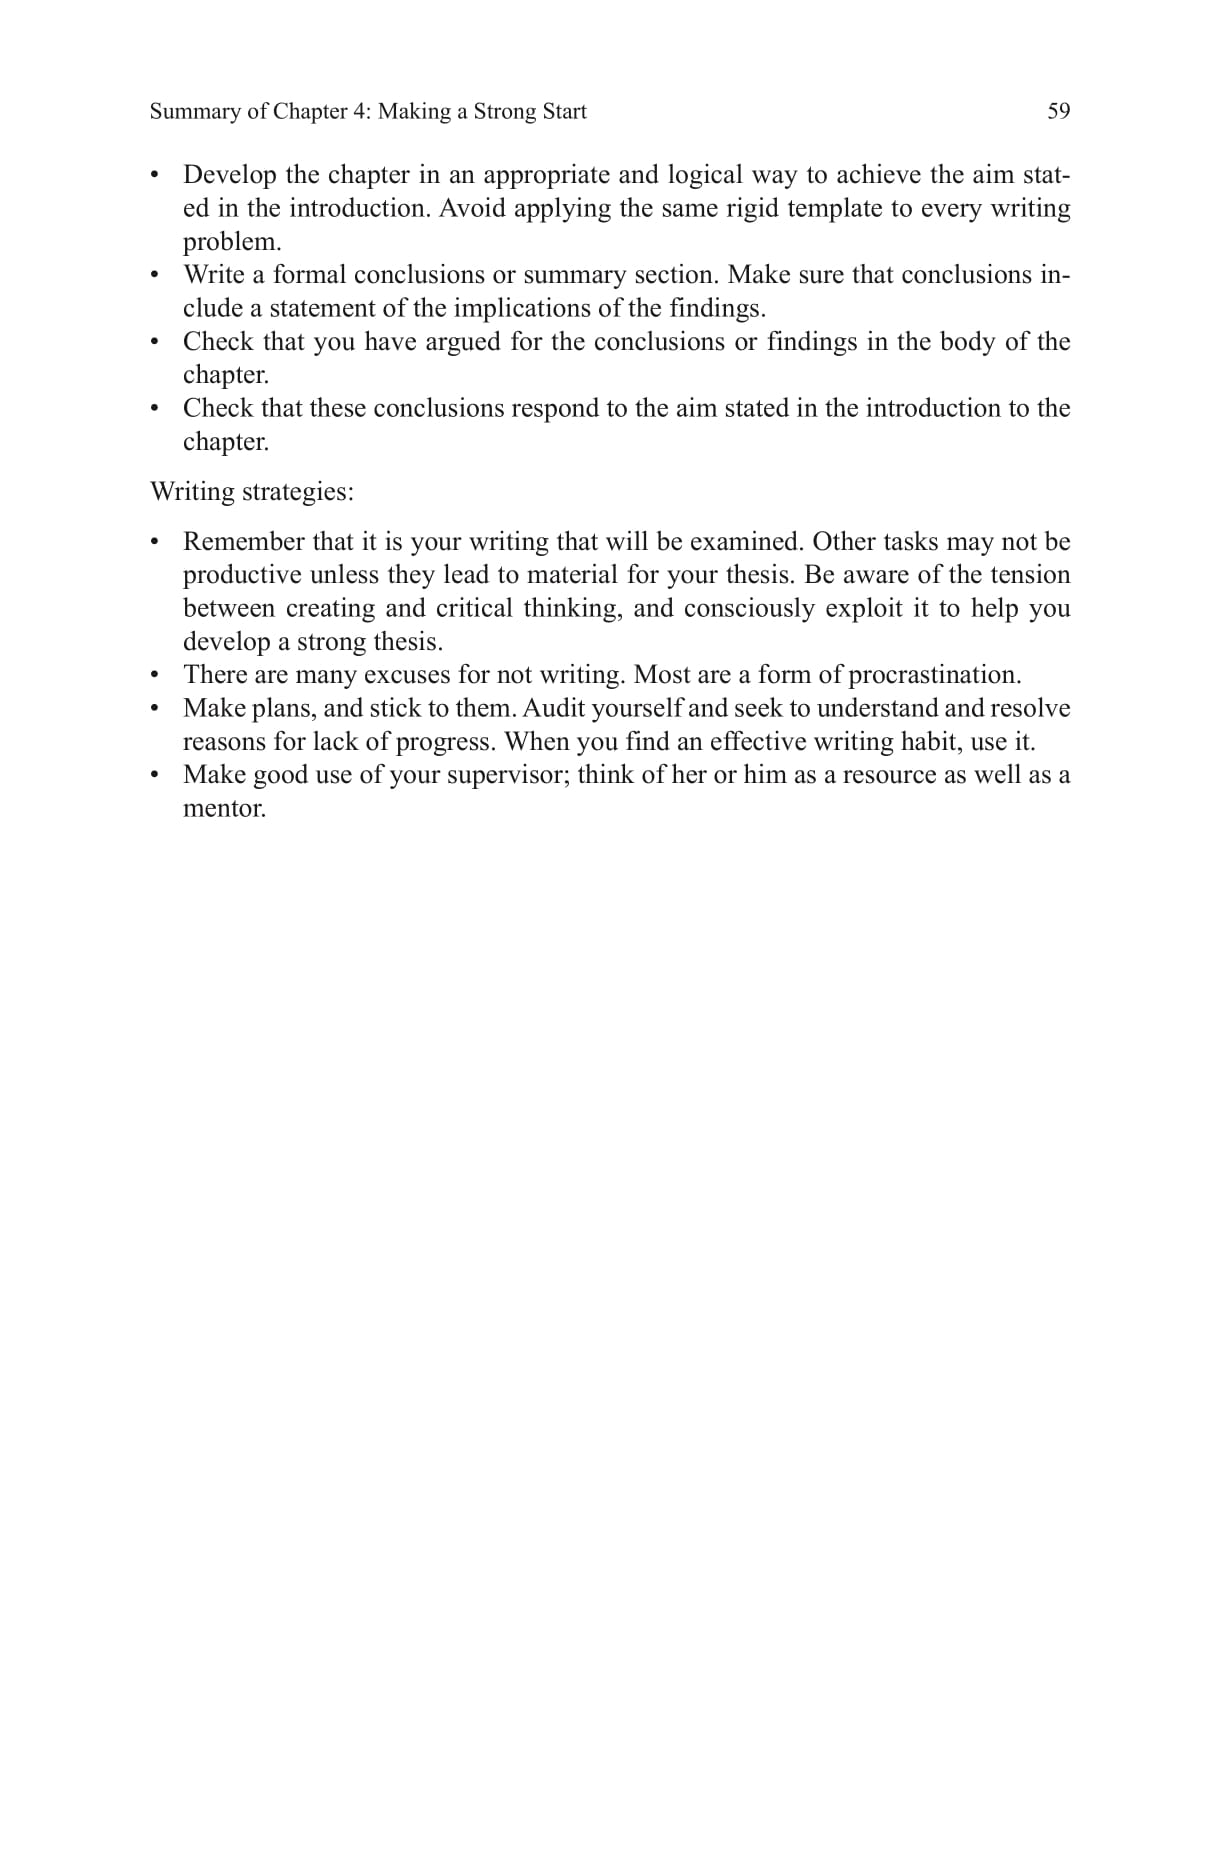 Summary of Chapter 4: Making a Strong Start 59
• Develop the chapter in an appropriate and logical way to achieve the aim stat-
ed in the introduction. Avoid applying the same rigid template to every writing
problem.
• Write a formal conclusions or summary section. Make sure that conclusions in-
clude a statement of the implications of the findings.
• Check that you have argued for the conclusions or findings in the body of the
chapter.
• Check that these conclusions respond to the aim stated in the introduction to the
chapter.
Writing strategies:
• Remember that it is your writing that will be examined. Other tasks may not be
productive unless they lead to material for your thesis. Be aware of the tension
between creating and critical thinking, and consciously exploit it to help you
develop a strong thesis.
• There are many excuses for not writing. Most are a form of procrastination.
• Make plans, and stick to them. Audit yourself and seek to understand and resolve
reasons for lack of progress. When you find an effective writing habit, use it.
• Make good use of your supervisor; think of her or him as a resource as well as a
mentor.